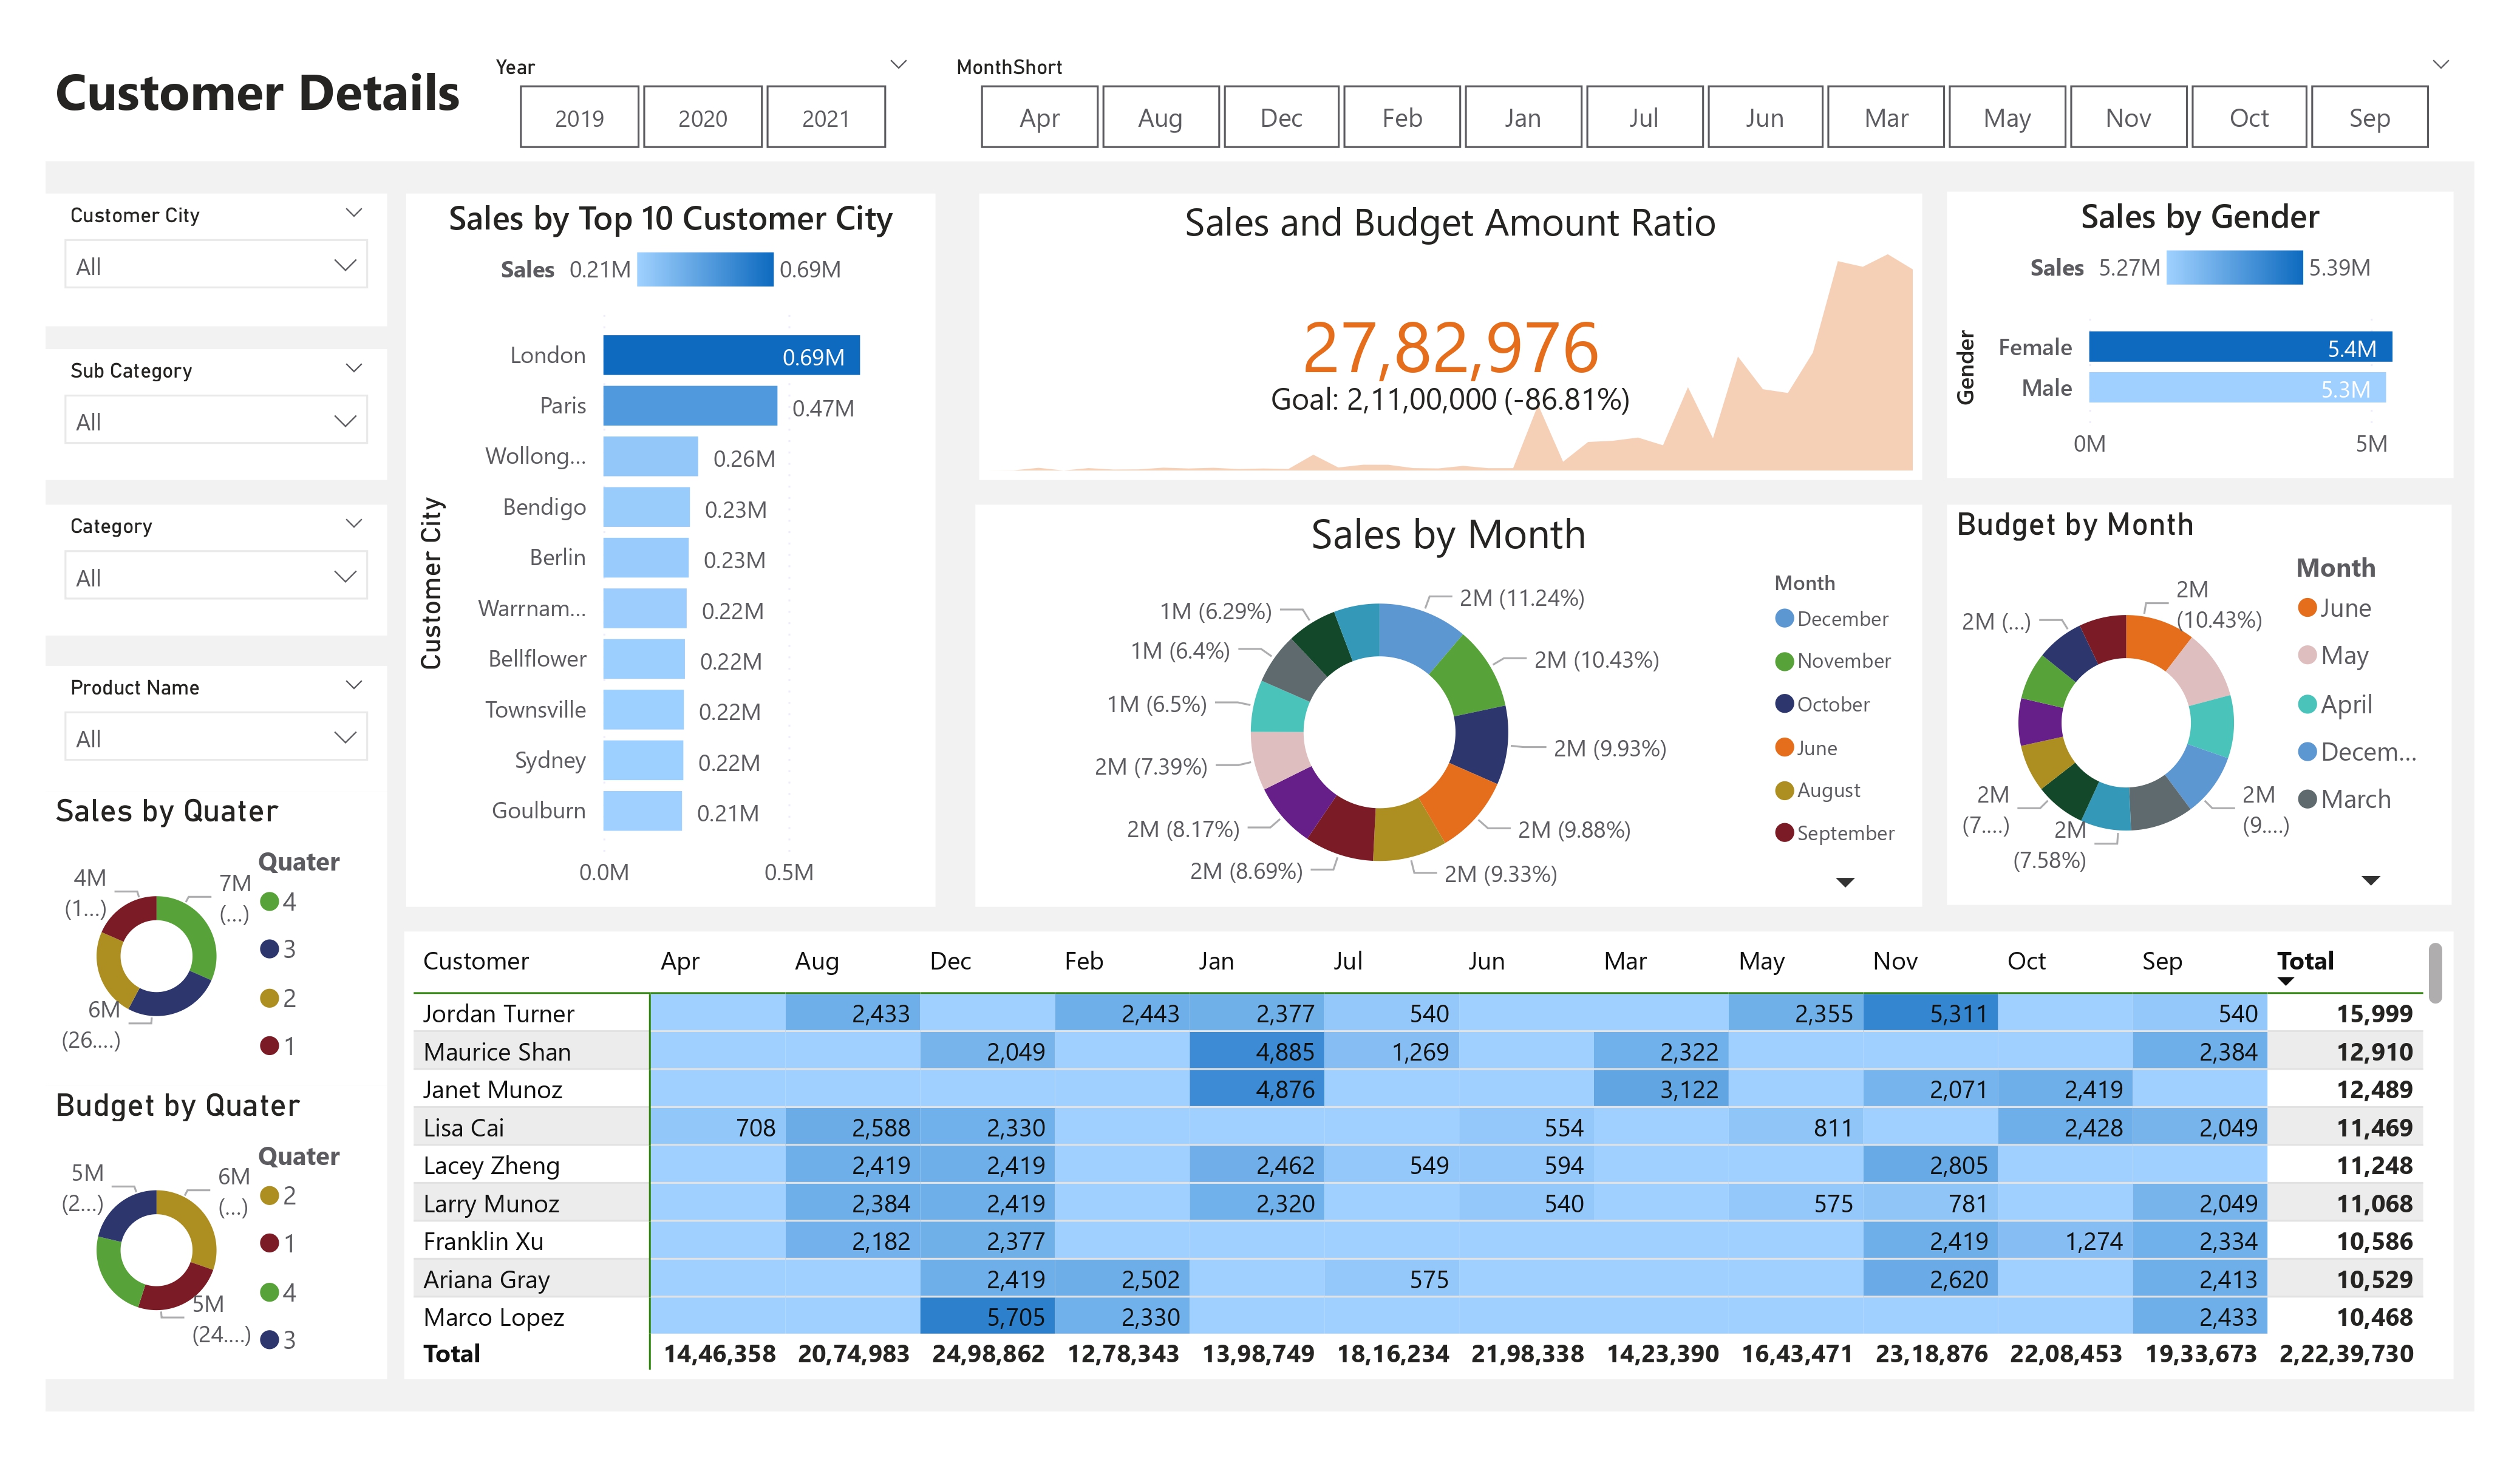 Customer Details
Year
2019 2020 2021
MonthShort
Apr Aug Dec Feb Jan Jul Jun Mar May Nov Oct Sep
Customer City
All
Sub Category
All
Category
All
Product Name
All
Sales by Quater
4M
(1...)
7M
(...)
6M
(26....)
Quater
4
3
2
1
Budget by Quater
5M
(2...)
6M
(...)
5M
(24....)
Quater
2
1
4
3
Sales by Top 10 Customer City
Sales 0.21M 0.69M
Customer City
London 0.69M
Paris 0.47M
Wollong... 0.26M
Bendigo 0.23M
Berlin 0.23M
Warrnam... 0.22M
Bellflower 0.22M
Townsville 0.22M
Sydney 0.22M
Goulburn 0.21M
0.0M 0.5M
Sales and Budget Amount Ratio
27,82,976
Goal: 2,11,00,000 (-86.81%)
Sales by Gender
Sales 5.27M 5.39M
Gender
Female 5.4M
Male 5.3M
0M 5M
Sales by Month
2M (11.24%)
2M (10.43%)
2M (9.93%)
2M (9.88%)
2M (9.33%)
2M (8.69%)
2M (8.17%)
2M (7.39%)
1M (6.5%)
1M (6.4%)
1M (6.29%)
Month
December
November
October
June
August
September
Budget by Month
2M
(10.43%)
2M
(9....)
2M
(7.58%)
2M
(7....)
2M (...)
Month
June
May
April
Decem...
March
Customer Apr Aug Dec Feb Jan Jul Jun Mar May Nov Oct Sep Total
Jordan Turner 2,433 2,443 2,377 540 2,355 5,311 540 15,999
Maurice Shan 2,049 4,885 1,269 2,322 2,384 12,910
Janet Munoz 4,876 3,122 2,071 2,419 12,489
Lisa Cai 708 2,588 2,330 554 811 2,428 2,049 11,469
Lacey Zheng 2,419 2,419 2,462 549 594 2,805 11,248
Larry Munoz 2,384 2,419 2,320 540 575 781 2,049 11,068
Franklin Xu 2,182 2,377 2,419 1,274 2,334 10,586
Ariana Gray 2,419 2,502 575 2,620 2,413 10,529
Marco Lopez 5,705 2,330 2,433 10,468
Total 14,46,358 20,74,983 24,98,862 12,78,343 13,98,749 18,16,234 21,98,338 14,23,390 16,43,471 23,18,876 22,08,453 19,33,673 2,22,39,730